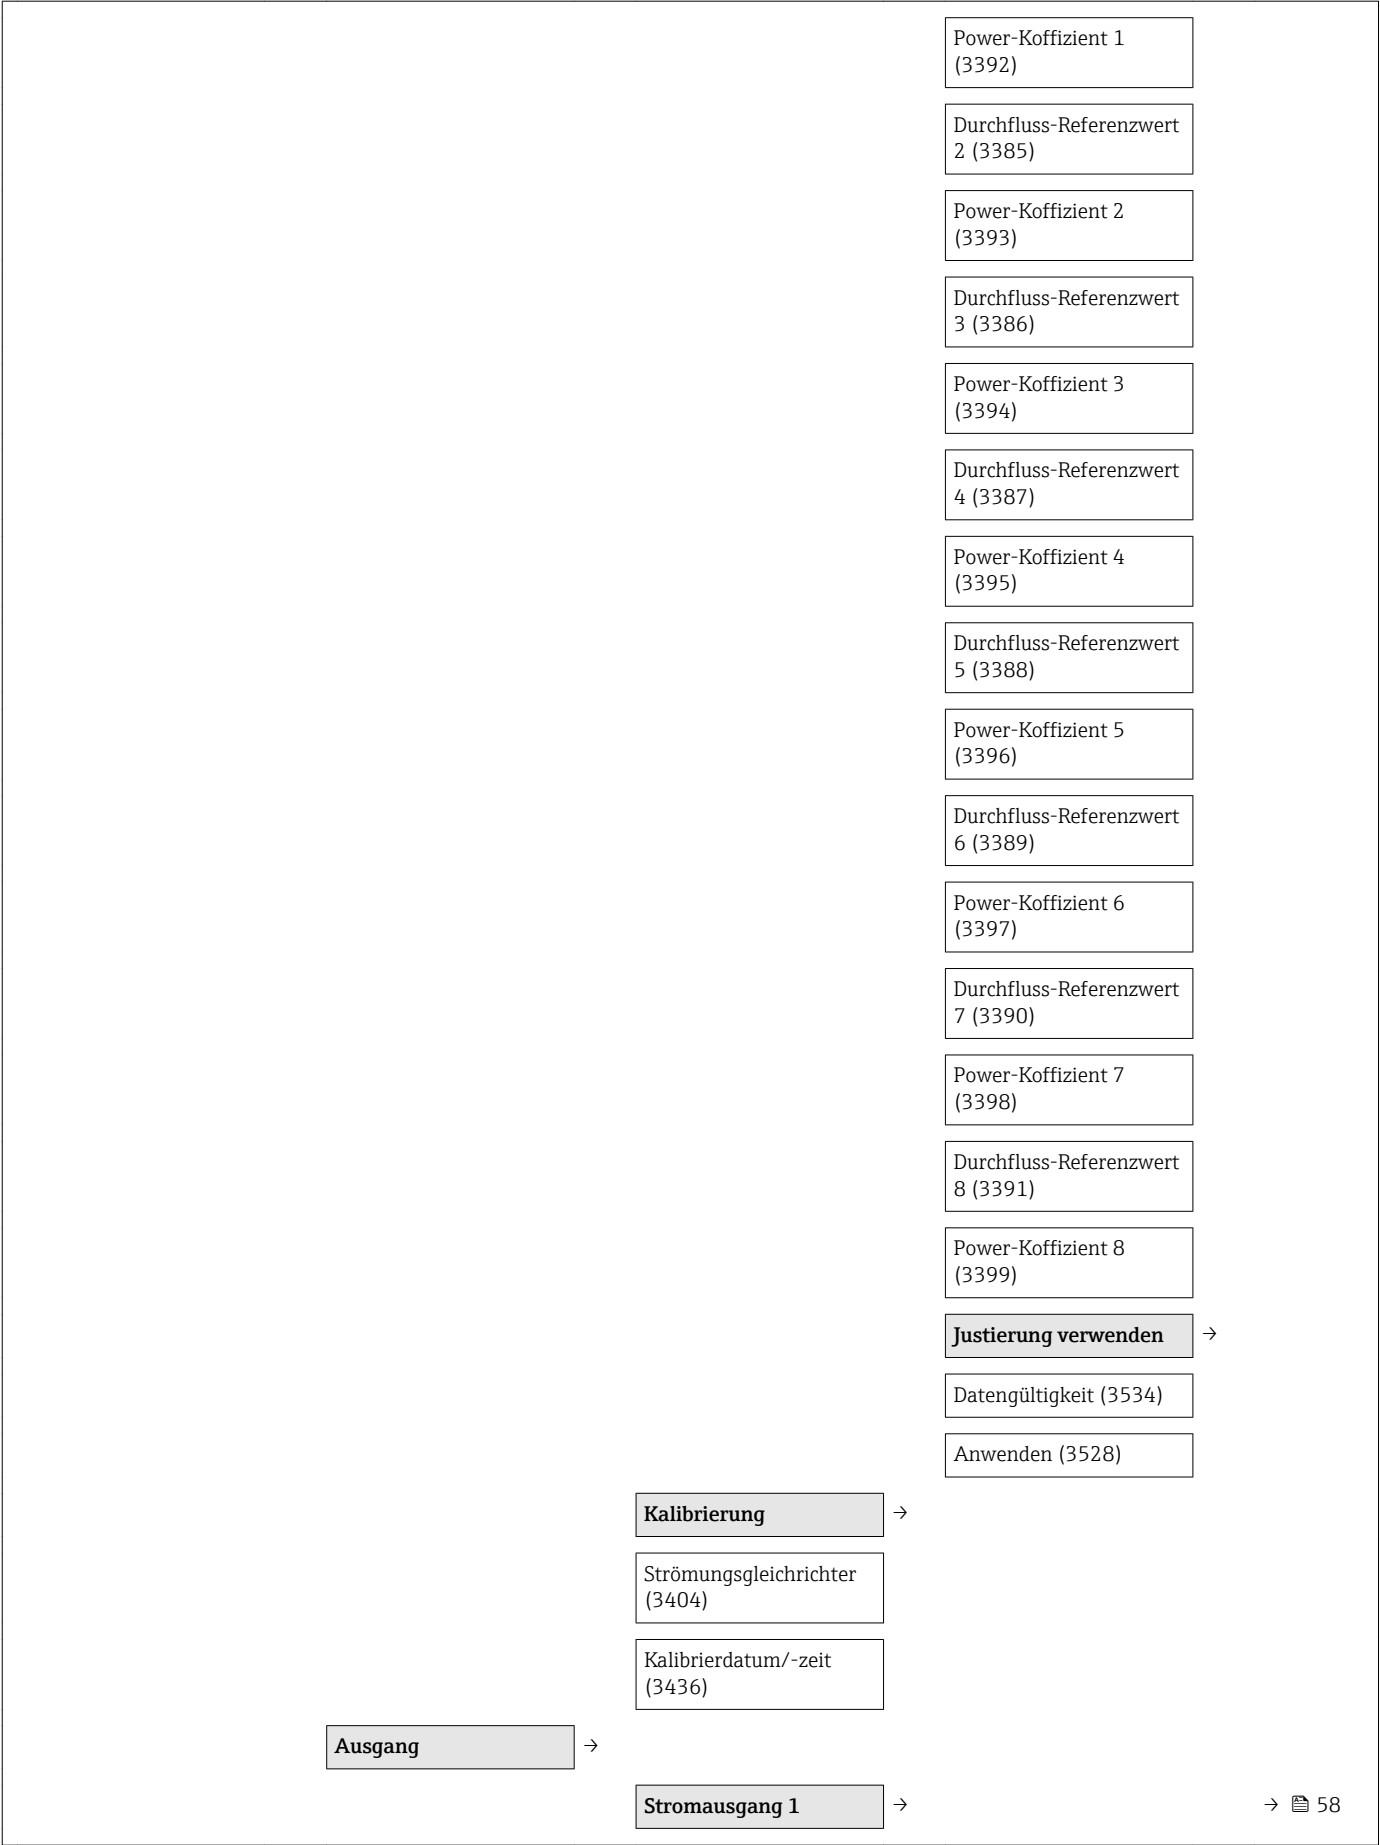 Power-Koffizient 1
(3392)
Durchfluss-Referenzwert
2 (3385)
Power-Koffizient 2
(3393)
Durchfluss-Referenzwert
3 (3386)
Power-Koffizient 3
(3394)
Durchfluss-Referenzwert
4 (3387)
Power-Koffizient 4
(3395)
Durchfluss-Referenzwert
5 (3388)
Power-Koffizient 5
(3396)
Durchfluss-Referenzwert
6 (3389)
Power-Koffizient 6
(3397)
Durchfluss-Referenzwert
7 (3390)
Power-Koffizient 7
(3398)
Durchfluss-Referenzwert
8 (3391)
Power-Koffizient 8
(3399)
Justierung verwenden →
Datengültigkeit (3534)
Anwenden (3528)
Kalibrierung →
Strömungsgleichrichter
(3404)
Kalibrierdatum/-zeit
(3436)
Ausgang →
Stromausgang 1 → → 58